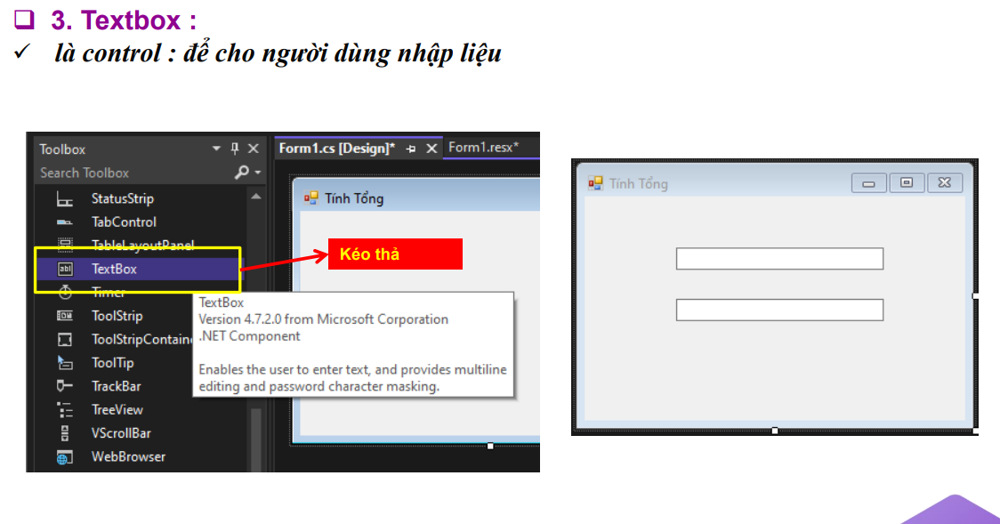 3. Textbox :
là control : để cho người dùng nhập liệu
Toolbox
Search Toolbox
StatusStrip
TabControl
TableLayoutPanel
TextBox
Timer
ToolStrip
ToolStripContaine
ToolTip
TrackBar
TreeView
VScrollBar
WebBrowser
Form1.cs [Design]*
Form1.resx*
Tính Tổng
Kéo thả
TextBox
Version 4.7.2.0 from Microsoft Corporation
.NET Component
Enables the user to enter text, and provides multiline
editing and password character masking.
Tính Tổng